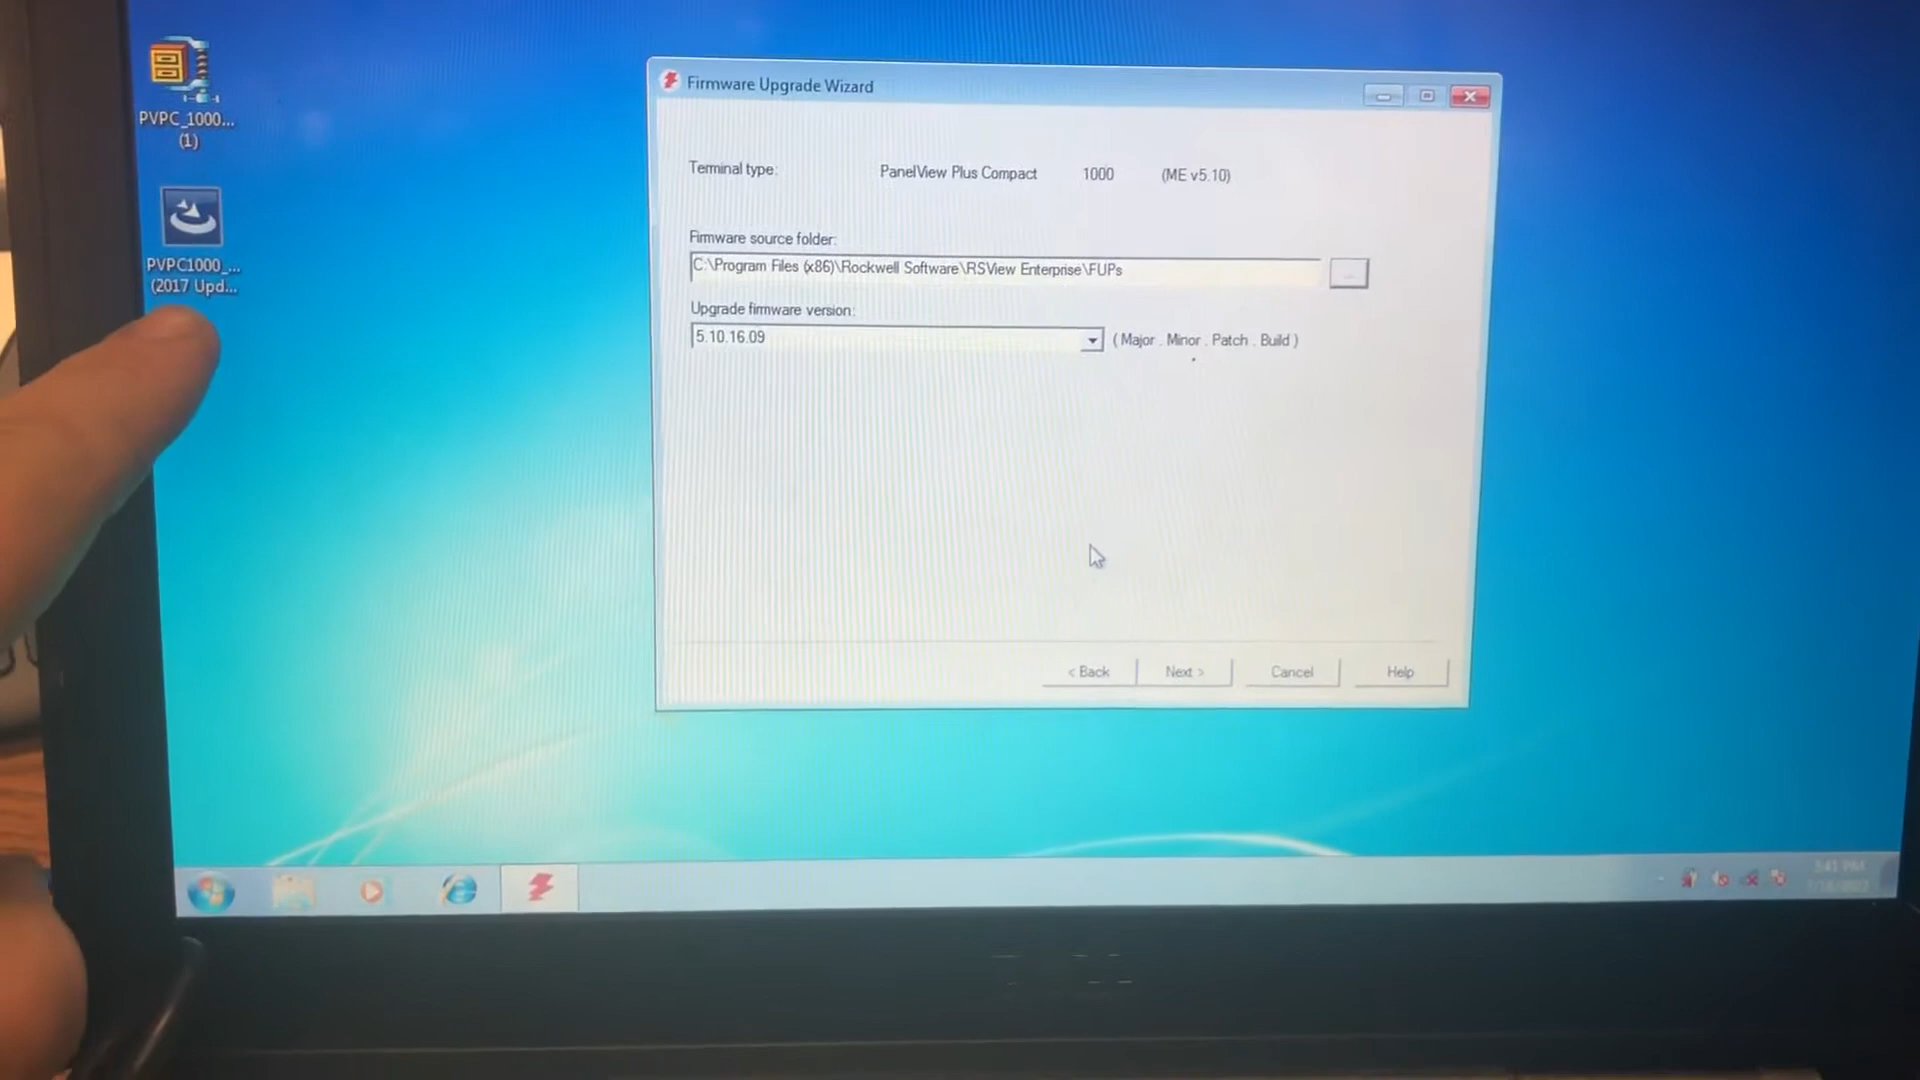 PVPC_1000...
(1)
PVPC1000_...
(2017 Upd...
Firmware Upgrade Wizard
Terminal type: PanelView Plus Compact 1000 (ME v5.10)
Firmware source folder:
C:\Program Files (x86)\Rockwell Software\RSView Enterprise\FUPs
...
Upgrade firmware version:
5.10.16.09 ( Major . Minor . Patch . Build )
< Back Next > Cancel Help